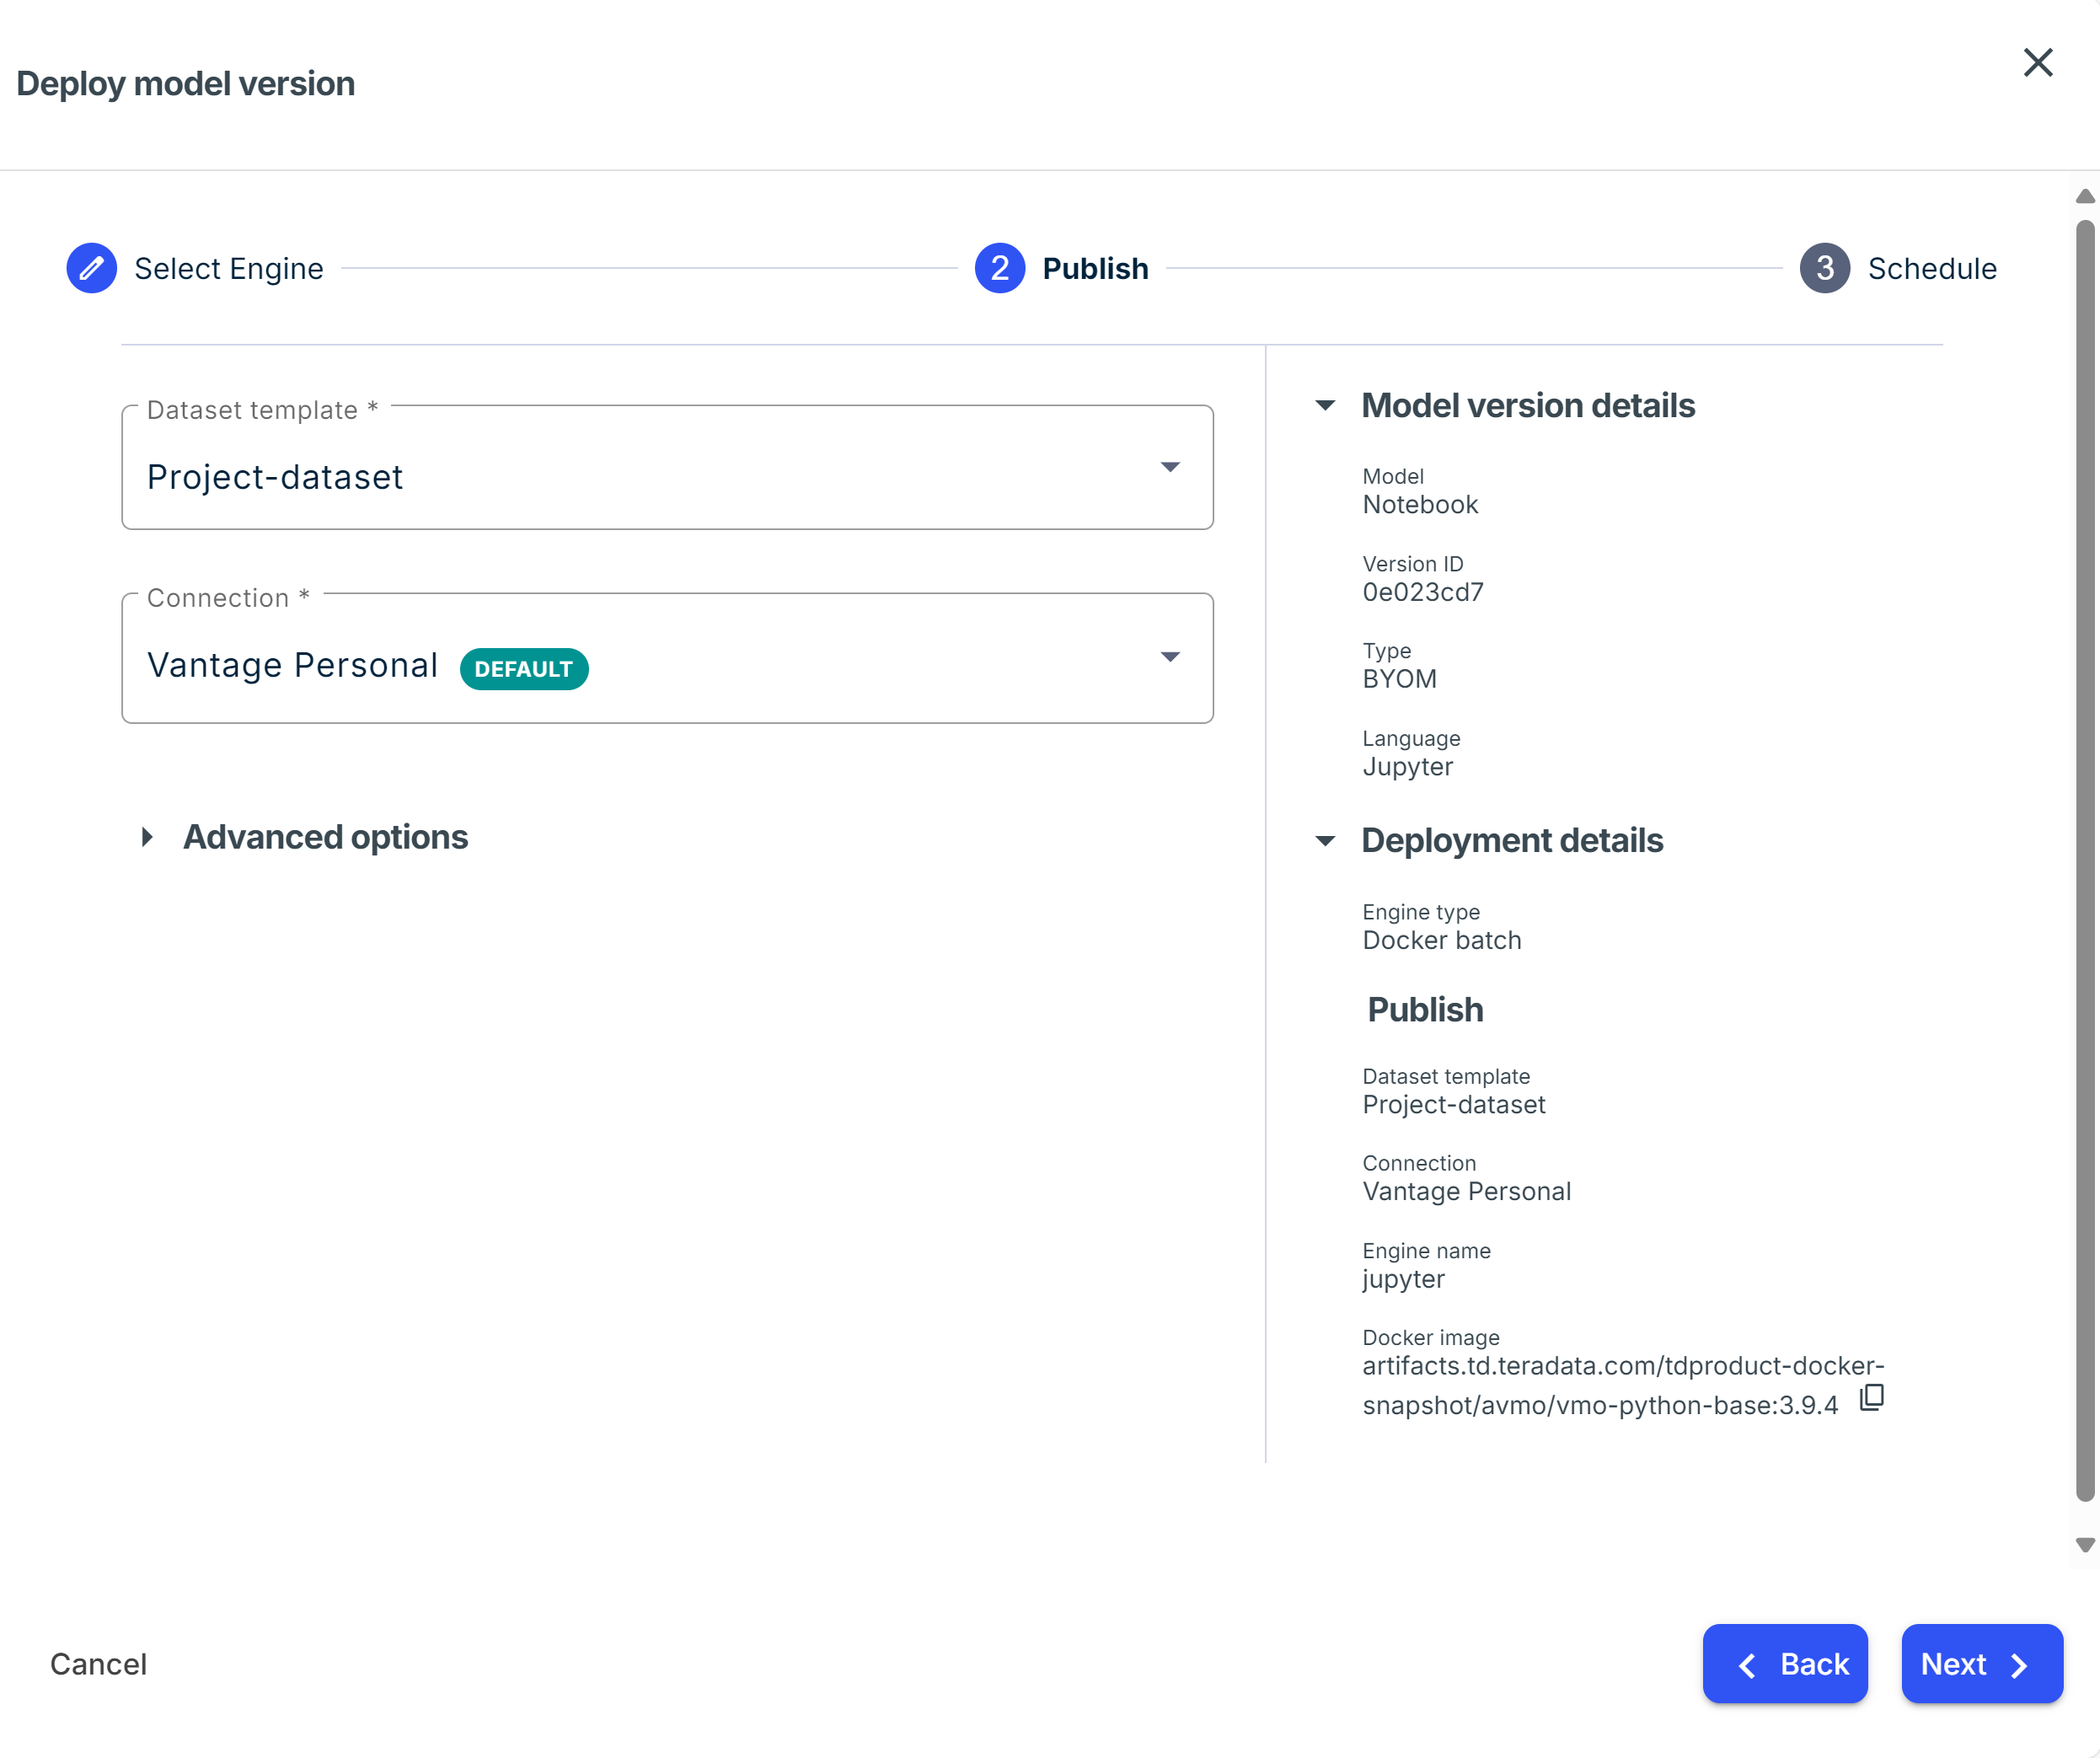 Deploy model version
Select Engine
2 Publish
3 Schedule
Dataset template *
Project-dataset
Connection *
Vantage Personal DEFAULT
Advanced options
Model version details
Model
Notebook
Version ID
0e023cd7
Type
BYOM
Language
Jupyter
Deployment details
Engine type
Docker batch
Publish
Dataset template
Project-dataset
Connection
Vantage Personal
Engine name
jupyter
Docker image
artifacts.td.teradata.com/tdproduct-docker-
snapshot/avmo/vmo-python-base:3.9.4
Cancel
Back
Next